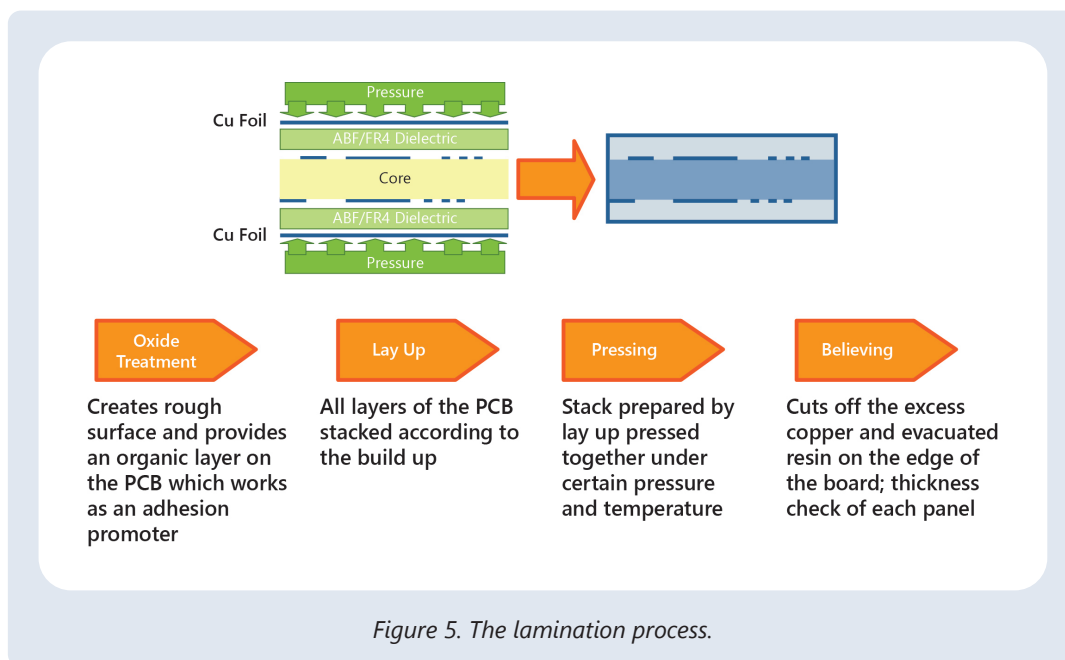 Pressure
Cu Foil
ABF/FR4 Dielectric
Core
ABF/FR4 Dielectric
Cu Foil
Pressure
Oxide
Treatment
Creates rough
surface and provides
an organic layer on
the PCB which works
as an adhesion
promoter
Lay Up
All layers of the PCB
stacked according to
the build up
Pressing
Stack prepared by
lay up pressed
together under
certain pressure
and temperature
Believing
Cuts off the excess
copper and evacuated
resin on the edge of
the board; thickness
check of each panel
Figure 5. The lamination process.